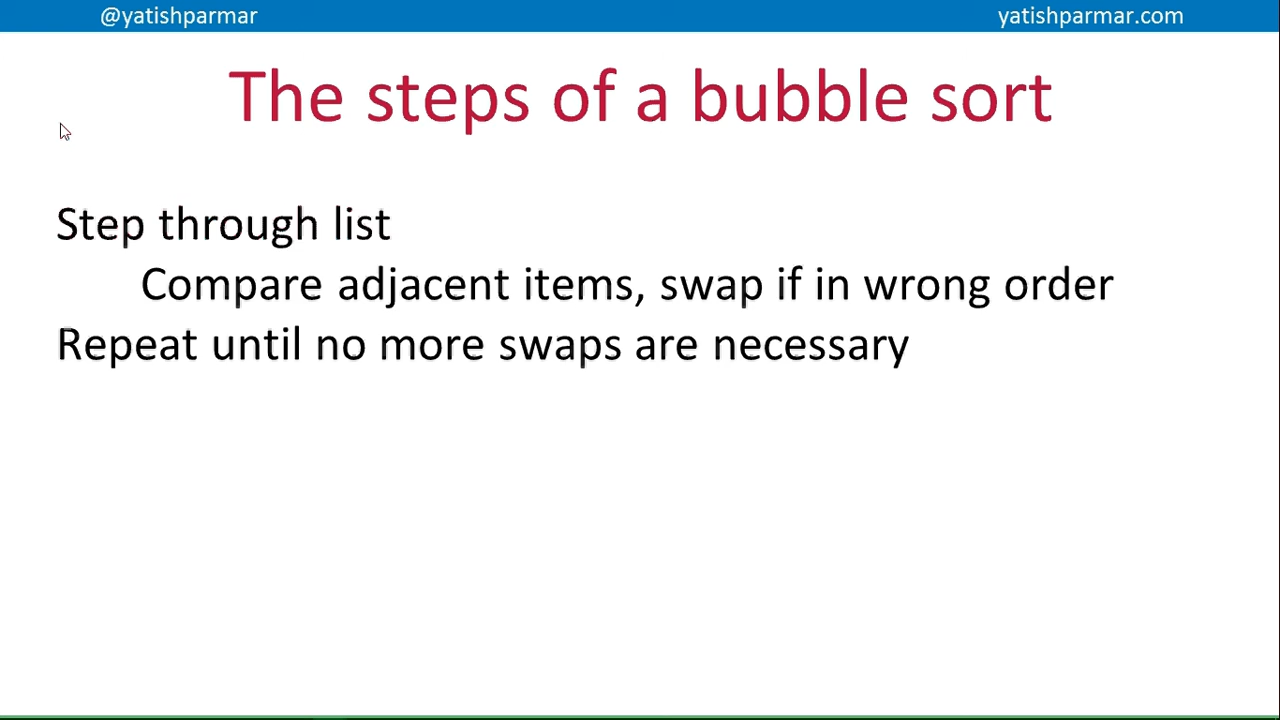 @yatishparmar
yatishparmar.com
The steps of a bubble sort
Step through list
Compare adjacent items, swap if in wrong order
Repeat until no more swaps are necessary